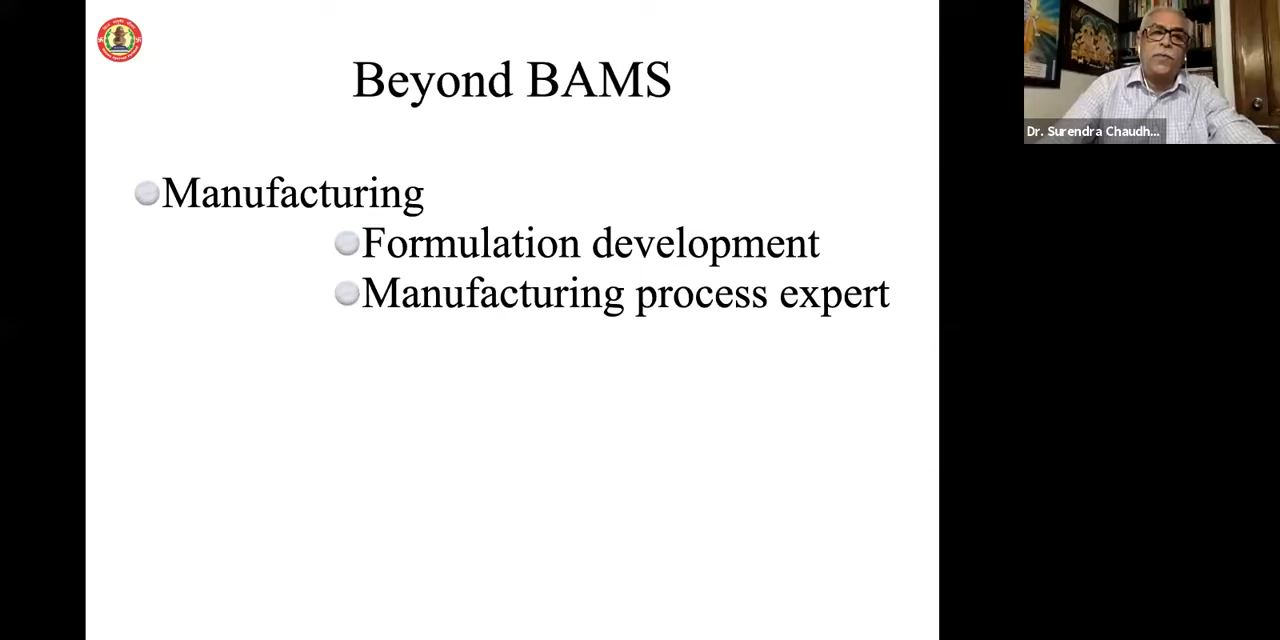 Beyond BAMS
Manufacturing
Formulation development
Manufacturing process expert
Dr. Surendra Chaudh...